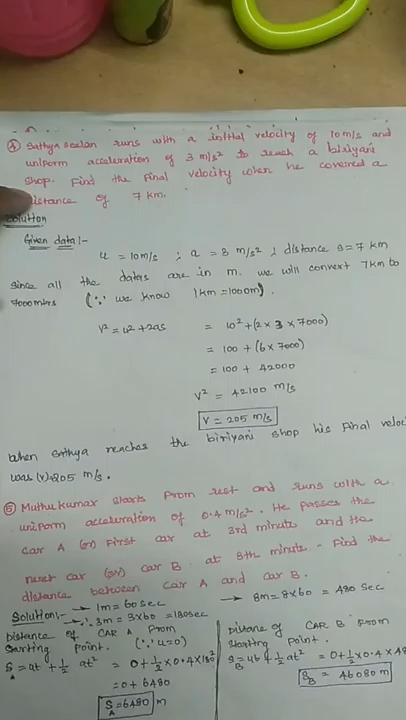 ④ Sathya seelan runs with a initial velocity of 10 m/s and
uniform acceleration of 3 m/s² to reach a biriyani
shop. Find the final velocity when he covered a
distance of 7 km.
Solution
Given data:-
u = 10 m/s ; a = 3 m/s² ; distance s = 7 km
Since all the datas are in m. we will convert 7km to
7000 mtrs (∵ we know 1km = 1000m).
V² = u² + 2as = 10² + (2 × 3 × 7000)
= 100 + (6 × 7000)
= 100 + 42000
V² = 42100 m/s
V = 205 m/s
When Sathya reaches the biriyani shop his final veloc
was (v) = 205 m/s.
⑤ Muthukumar starts from rest and runs with a
uniform acceleration of 0.4 m/s². He passes the
car A (or) First car at 3rd minute and the
next car (or) car B at 8th minute - Find the
distance between car A and car B.
Solution:- → 1m = 60 sec → 8m = 8×60 = 480 sec
→ ∴ 3m = 3×60 = 180sec
Distance of CAR A from
Starting point. (∵ u=0)
S_A = ut + ½ at² = 0 + ½ × 0.4 × 180²
= 0 + 6480
S_A = 6480 m
Distance of CAR B from
starting point.
S_B = ut + ½ at² = 0 + ½ × 0.4 × 48
S_B = 46080 m